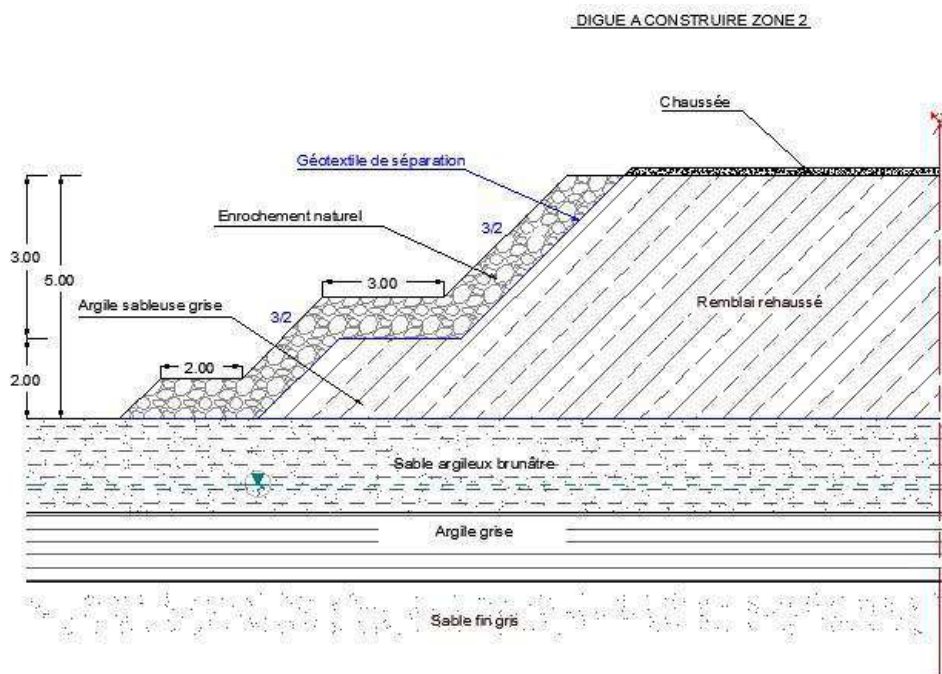 DIGUE A CONSTRUIRE ZONE 2
Chaussée
Géotextile de séparation
Enrochement naturel
3/2
3.00
5.00
3.00
Argile sableuse grise
3/2
Remblai rehaussé
2.00
2.00
Sable argileux brunâtre
Argile grise
Sable fin gris